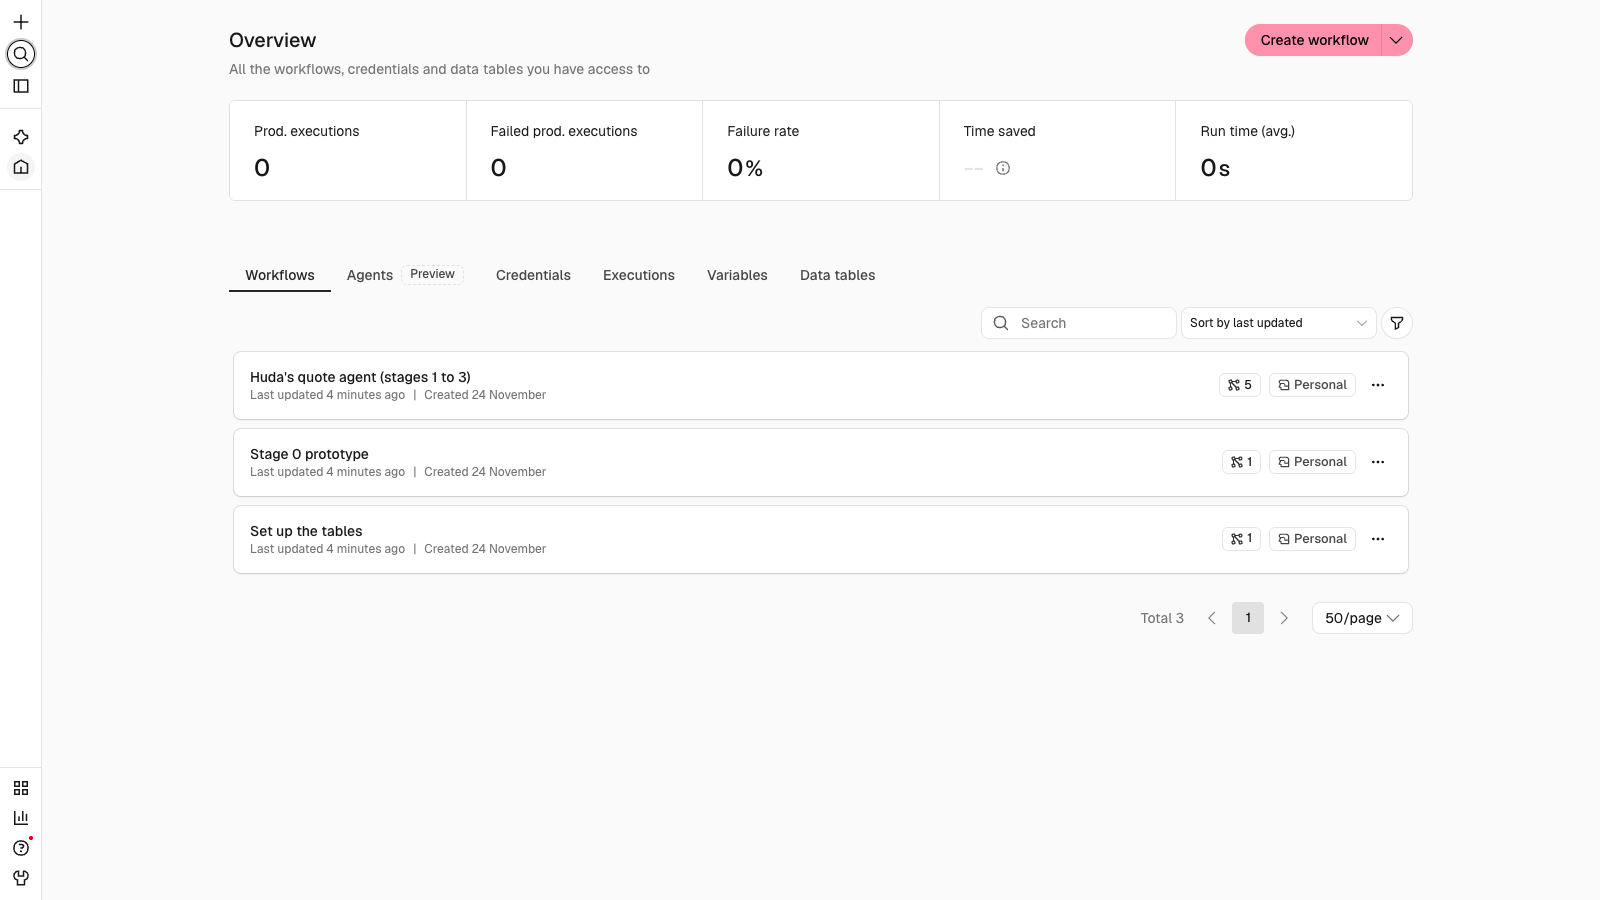 Overview
Create workflow
All the workflows, credentials and data tables you have access to
Prod. executions
0
Failed prod. executions
0
Failure rate
0%
Time saved
--
Run time (avg.)
0s
Workflows
Agents
Preview
Credentials
Executions
Variables
Data tables
Search
Sort by last updated
Huda's quote agent (stages 1 to 3)
Last updated 4 minutes ago | Created 24 November
5
Personal
Stage 0 prototype
Last updated 4 minutes ago | Created 24 November
1
Personal
Set up the tables
Last updated 4 minutes ago | Created 24 November
1
Personal
Total 3
1
50/page